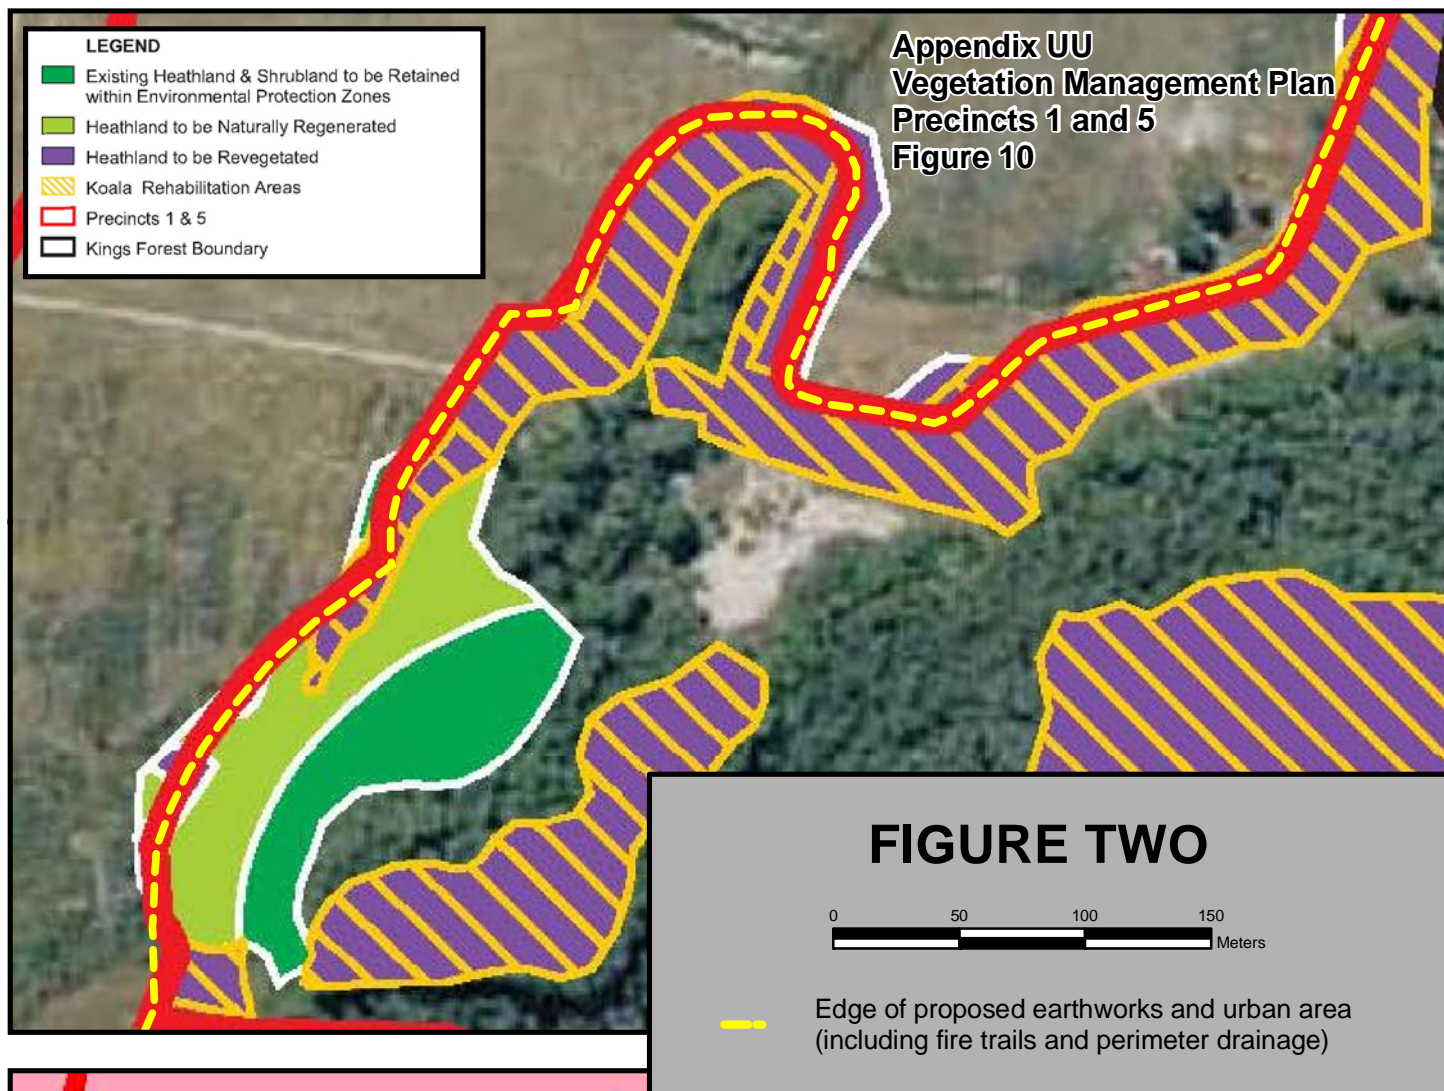 LEGEND
Existing Heathland & Shrubland to be Retained
within Environmental Protection Zones
Heathland to be Naturally Regenerated
Heathland to be Revegetated
Koala Rehabilitation Areas
Precincts 1 & 5
Kings Forest Boundary
Appendix UU
Vegetation Management Plan
Precincts 1 and 5
Figure 10
FIGURE TWO
0 50 100 150
Meters
Edge of proposed earthworks and urban area
(including fire trails and perimeter drainage)